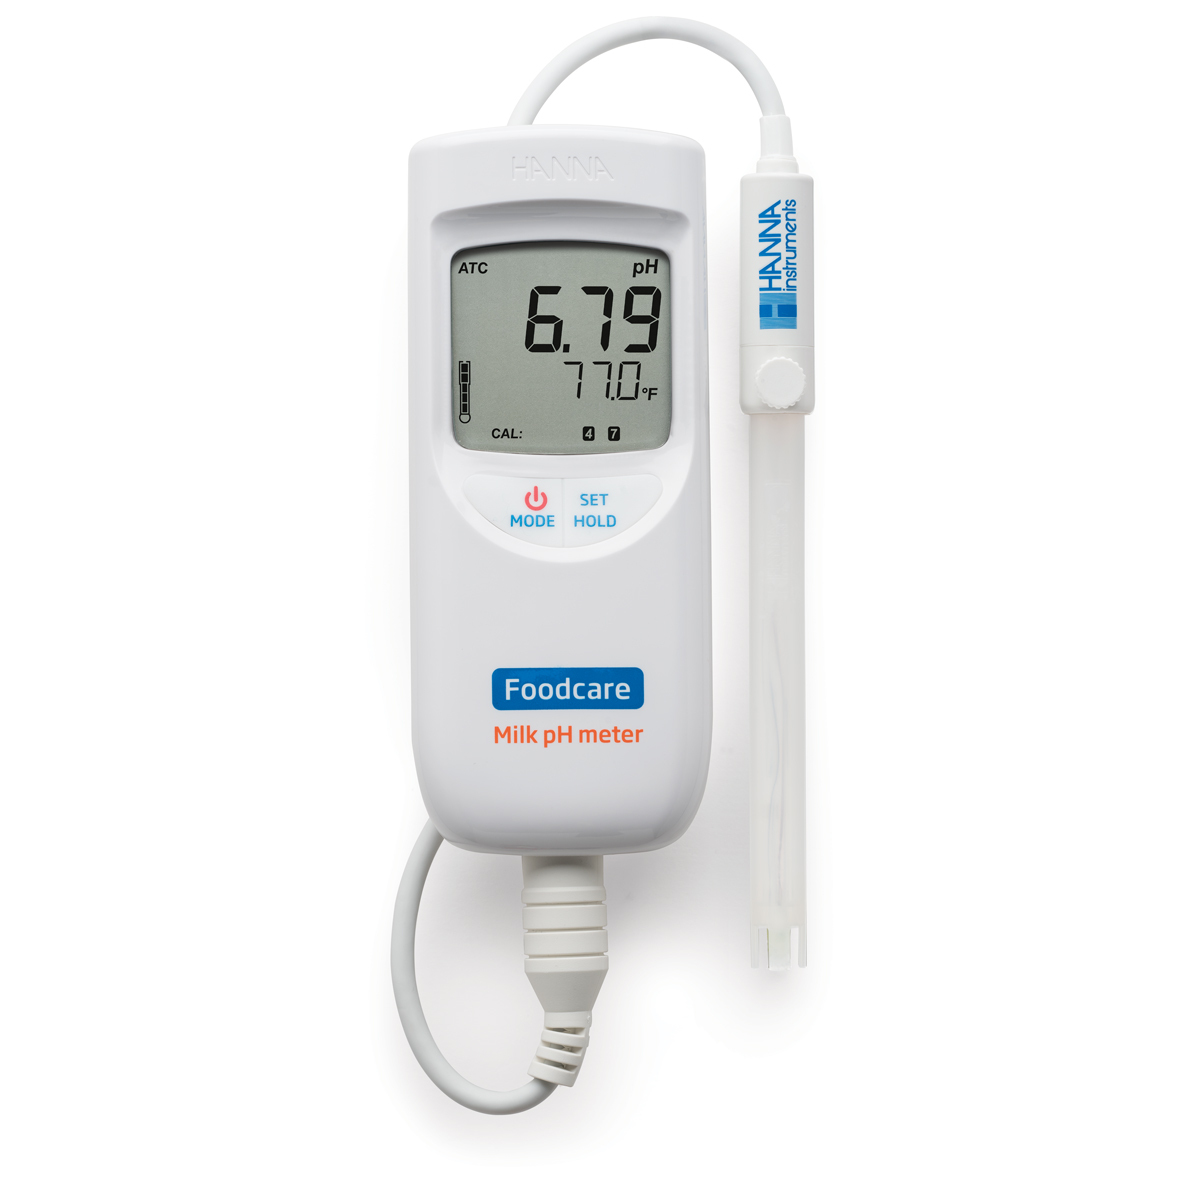 HANNA
ATC pH
6.79
77.0 °F
CAL: 4 7
MODE
SET
HOLD
Foodcare
Milk pH meter
HANNA
instruments